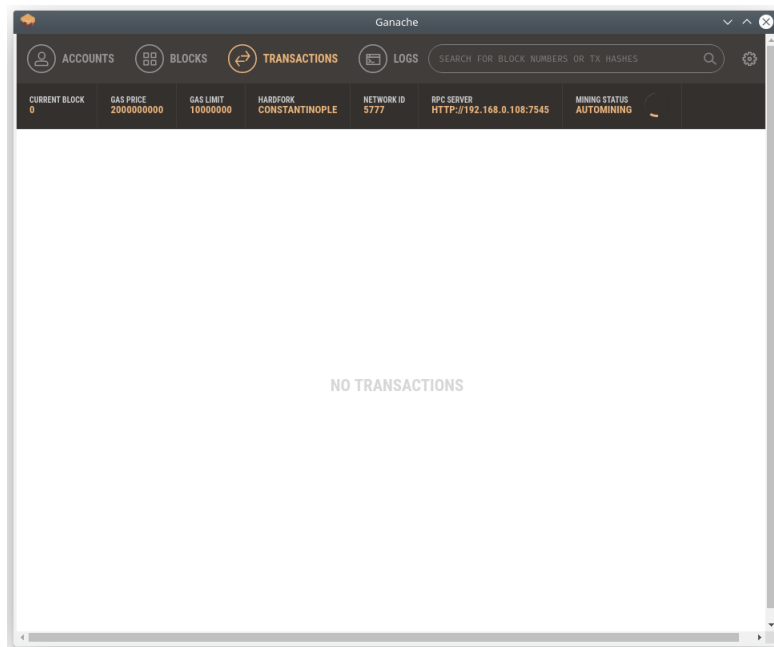 Ganache
ACCOUNTS BLOCKS TRANSACTIONS LOGS SEARCH FOR BLOCK NUMBERS OR TX HASHES
CURRENT BLOCK GAS PRICE GAS LIMIT HARDFORK NETWORK ID RPC SERVER MINING STATUS
0 2000000000 10000000 CONSTANTINOPLE 5777 HTTP://192.168.0.108:7545 AUTOMINING
NO TRANSACTIONS